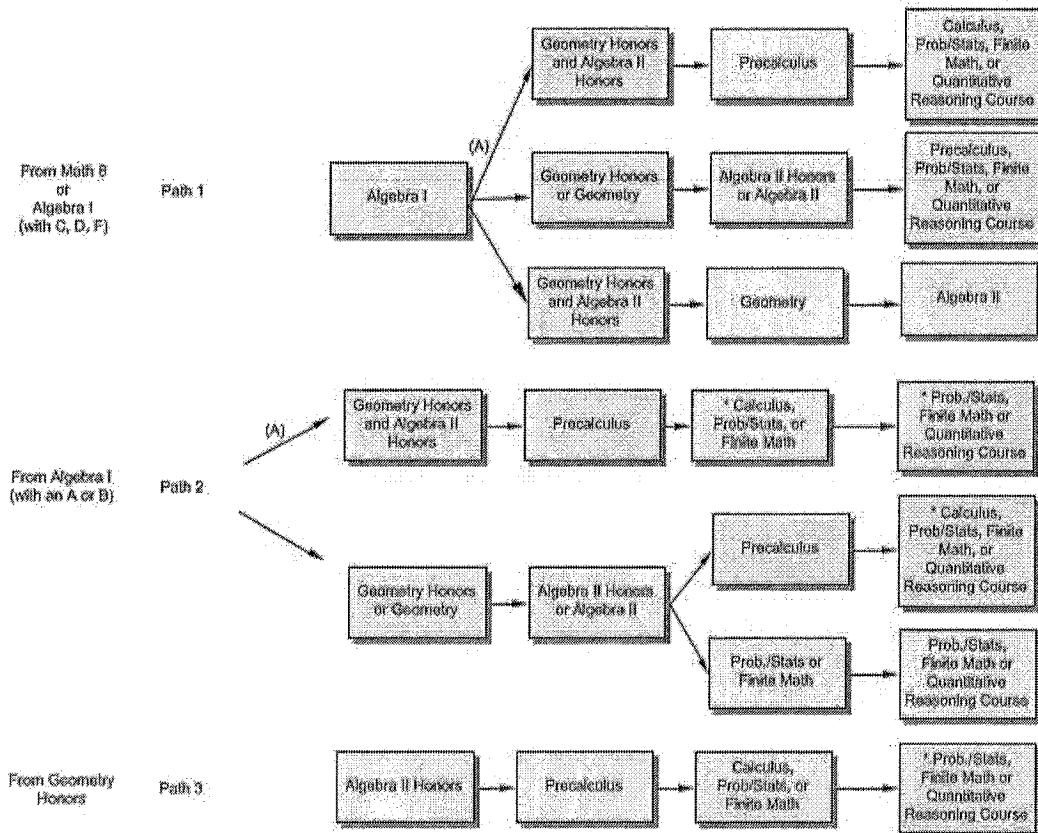 From Math 8
or
Algebra I
(with C, D, F)
Path 1
Algebra I
(A)
Geometry Honors
and Algebra II
Honors
Precalculus
Calculus,
Prob/Stats, Finite
Math, or
Quantitative
Reasoning Course
Geometry Honors
or Geometry
Algebra II Honors
or Algebra II
Precalculus,
Prob/Stats, Finite
Math, or
Quantitative
Reasoning Course
Geometry Honors
and Algebra II
Honors
Geometry
Algebra II
From Algebra I
(with an A or B)
Path 2
(A)
Geometry Honors
and Algebra II
Honors
Precalculus
* Calculus,
Prob/Stats, or
Finite Math
* Prob./Stats,
Finite Math or
Quantitative
Reasoning Course
Geometry Honors
or Geometry
Algebra II Honors
or Algebra II
Precalculus
* Calculus,
Prob/Stats, Finite
Math, or
Quantitative
Reasoning Course
Prob./Stats or
Finite Math
Prob./Stats,
Finite Math or
Quantitative
Reasoning Course
From Geometry
Honors
Path 3
Algebra II Honors
Precalculus
Calculus,
Prob/Stats, or
Finite Math
* Prob./Stats,
Finite Math or
Quantitative
Reasoning Course